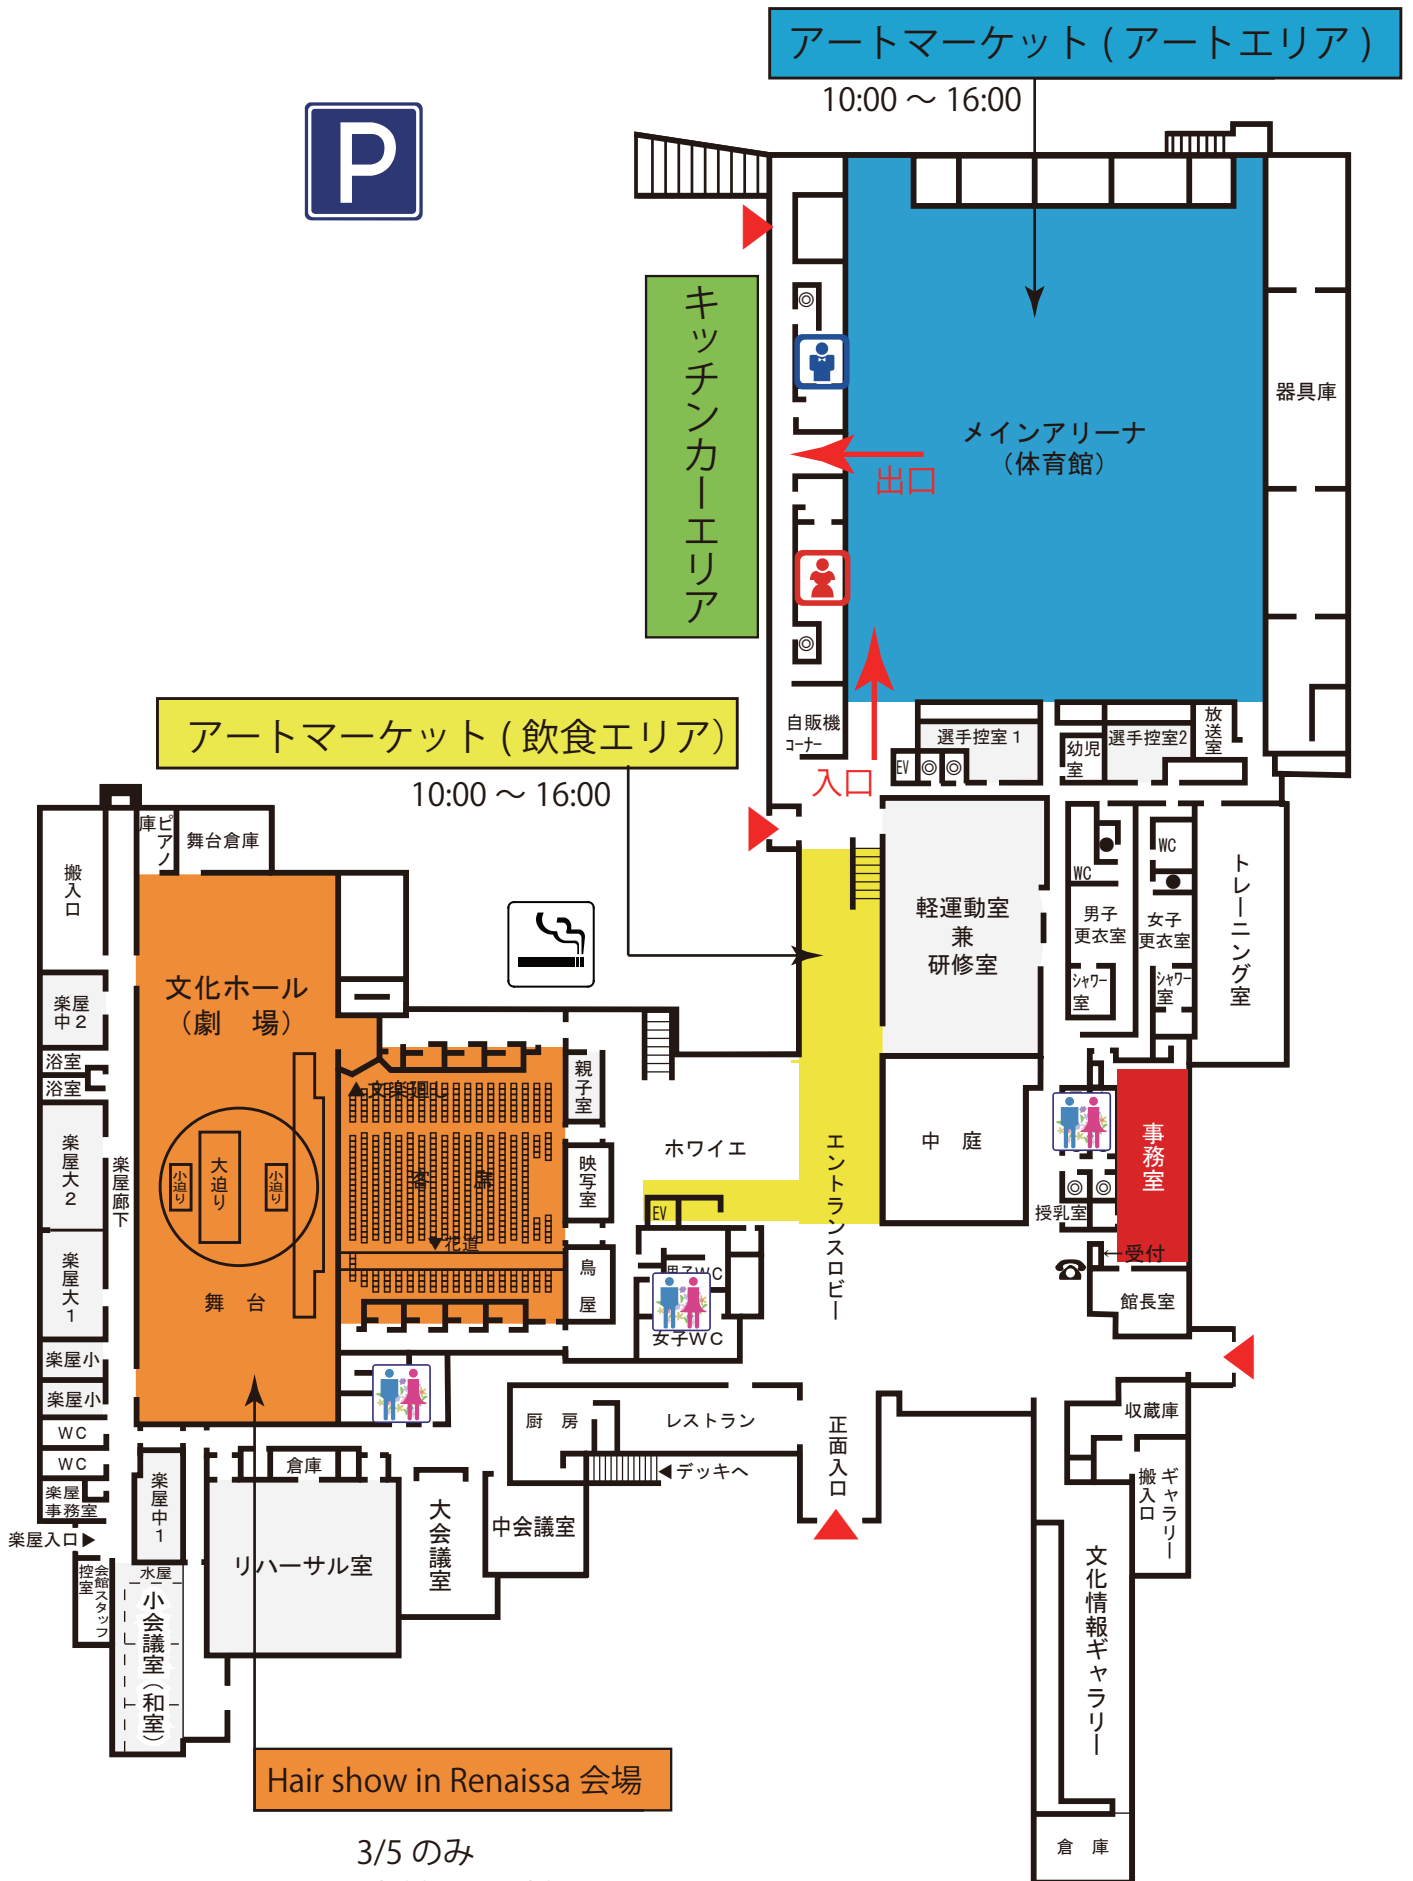 アートマーケット ( アートエリア )
10:00 ～ 16:00
P
キッチンカーエリア
器具庫
メインアリーナ
（体育館）
出口
アートマーケット ( 飲食エリア)
10:00 ～ 16:00
自販機
コーナー
入口
選手控室 1
EV
幼児室
選手控室2
放送室
搬入口
ピアノ庫
舞台倉庫
軽運動室
兼
研修室
WC
男子
更衣室
シャワー室
WC
女子
更衣室
シャワー室
トレーニング室
文化ホール
（劇　場）
楽屋
中２
浴室
浴室
楽屋大２
楽屋廊下
楽屋大１
楽屋小
楽屋小
WC
WC
楽屋
事務室
楽屋入口▶
▲文楽廻し
客　席
▼花道
小迫り
大迫り
小迫り
舞　台
親子室
映写室
鳥屋
ホワイエ
EV
男子WC
女子WC
エントランスロビー
中　庭
事務室
授乳室
←受付
館長室
厨　房
レストラン
◀デッキへ
正面入口
収蔵庫
ギャラリー搬入口
楽屋中１
倉庫
リハーサル室
大会議室
中会議室
会館スタッフ控室
水屋
小会議室（和室）
文化情報ギャラリー
倉　庫
Hair show in Renaissa 会場
3/5 のみ